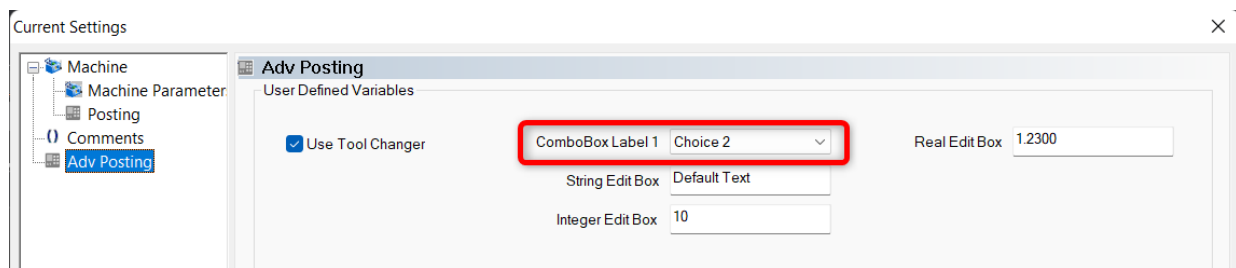 Current Settings
Machine
Machine Parameter
Posting
Comments
Adv Posting
Adv Posting
User Defined Variables
Use Tool Changer
ComboBox Label 1 Choice 2
Real Edit Box 1.2300
String Edit Box Default Text
Integer Edit Box 10